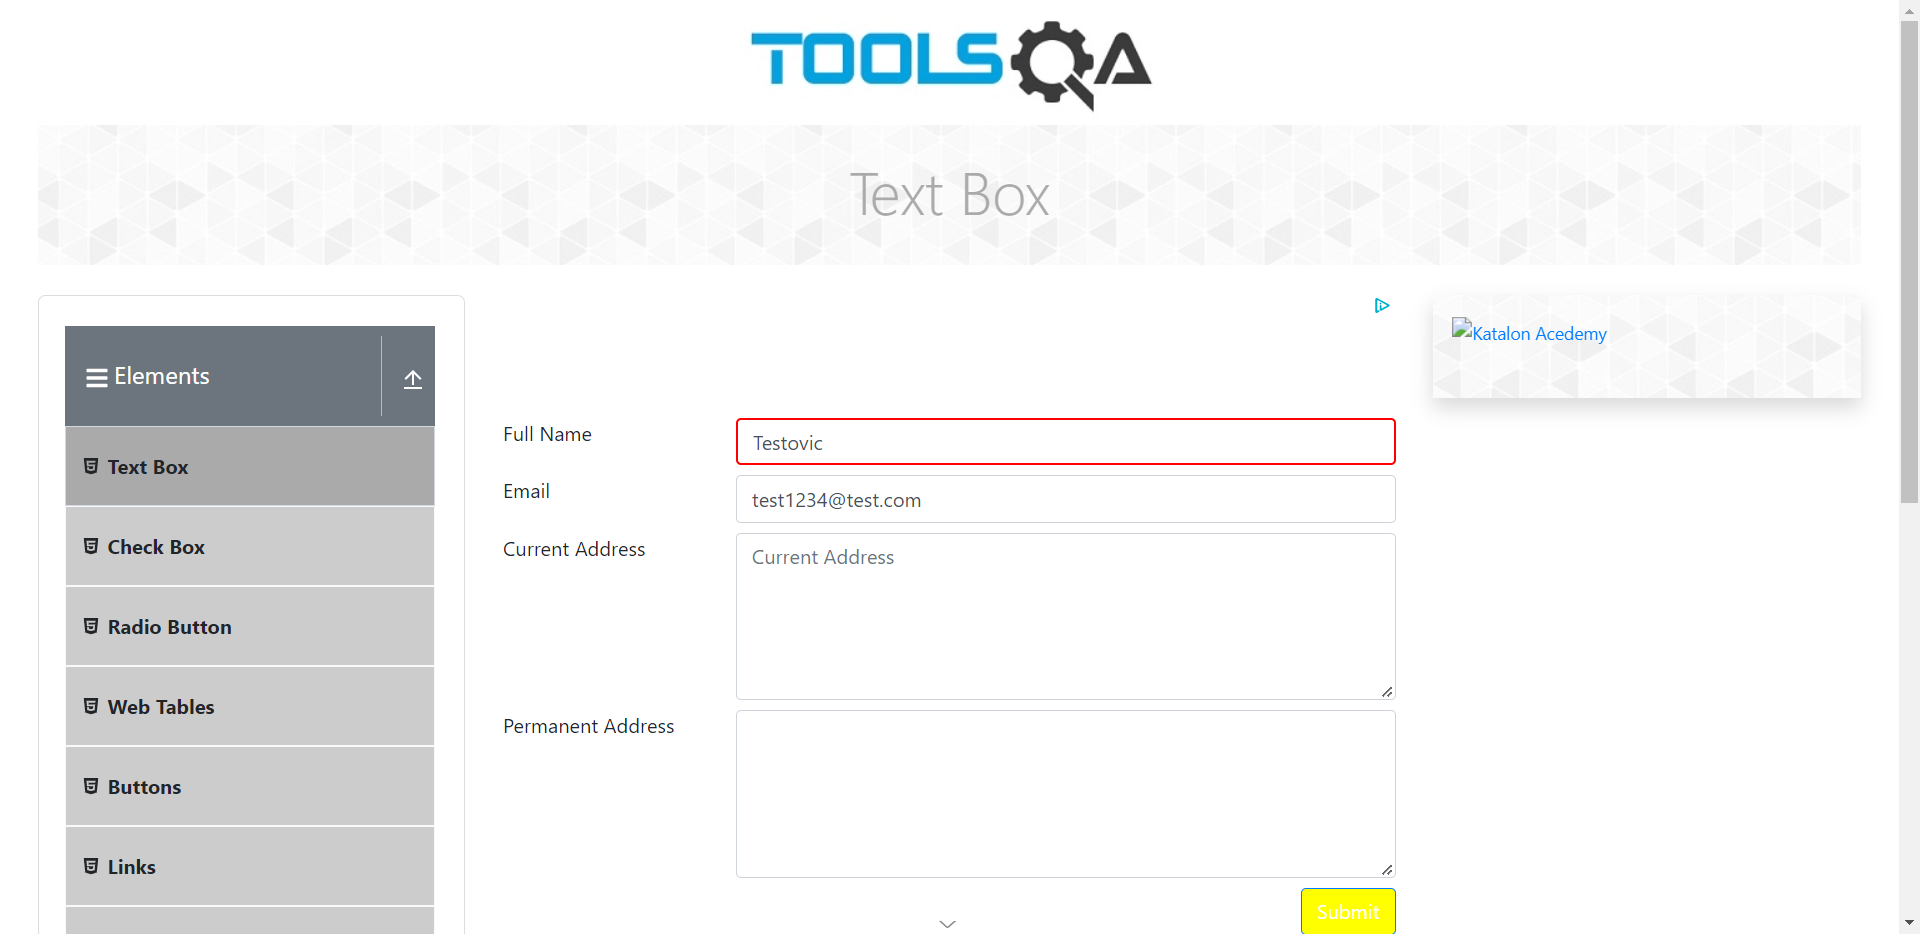 TOOLSQA
Text Box
Elements
Text Box
Check Box
Radio Button
Web Tables
Buttons
Links
Full Name
Testovic
Email
test1234@test.com
Current Address
Current Address
Permanent Address
Submit
Katalon Acedemy